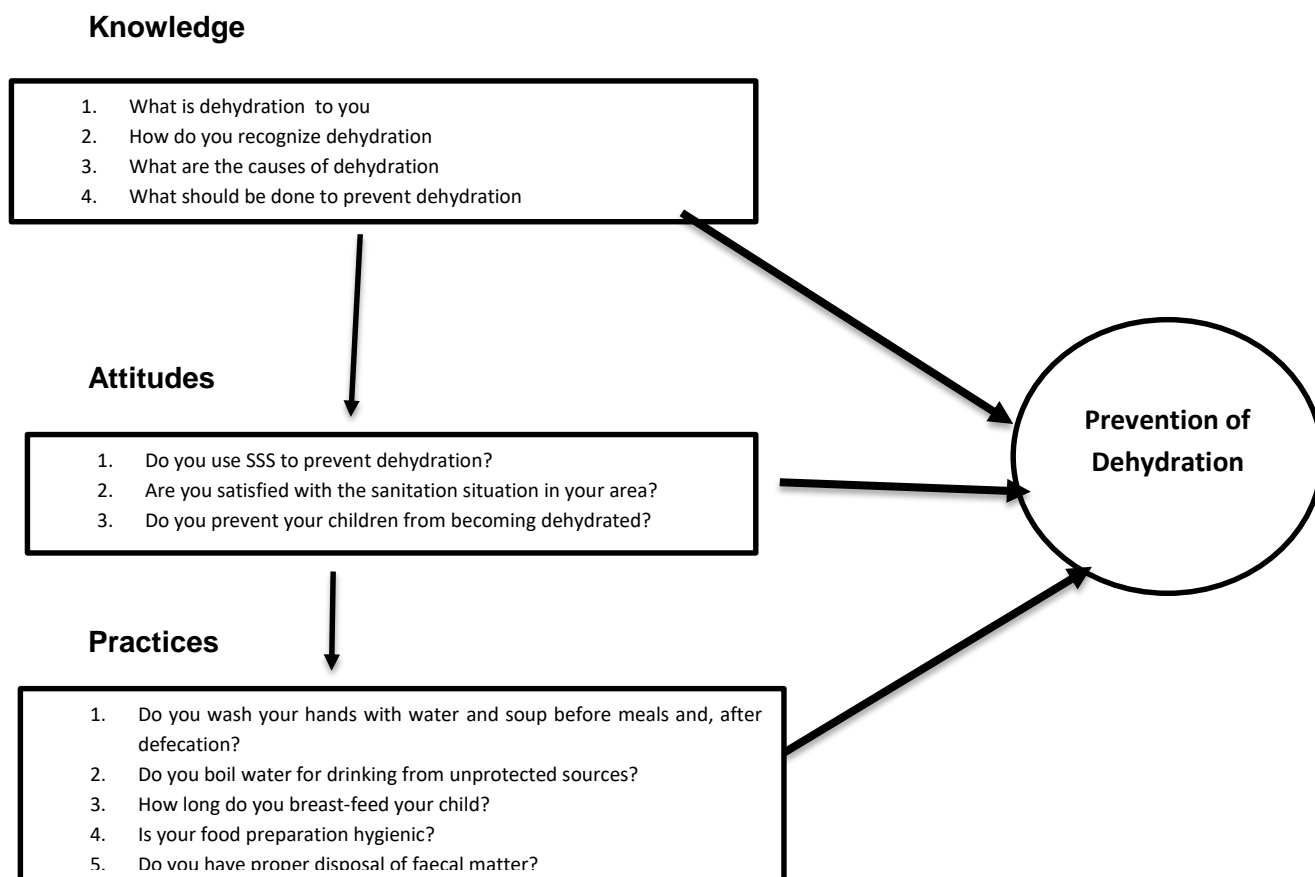 Knowledge
1. What is dehydration to you
2. How do you recognize dehydration
3. What are the causes of dehydration
4. What should be done to prevent dehydration
Attitudes
Prevention of
Dehydration
1. Do you use SSS to prevent dehydration?
2. Are you satisfied with the sanitation situation in your area?
3. Do you prevent your children from becoming dehydrated?
Practices
1. Do you wash your hands with water and soup before meals and, after
defecation?
2. Do you boil water for drinking from unprotected sources?
3. How long do you breast-feed your child?
4. Is your food preparation hygienic?
5. Do you have proper disposal of faecal matter?